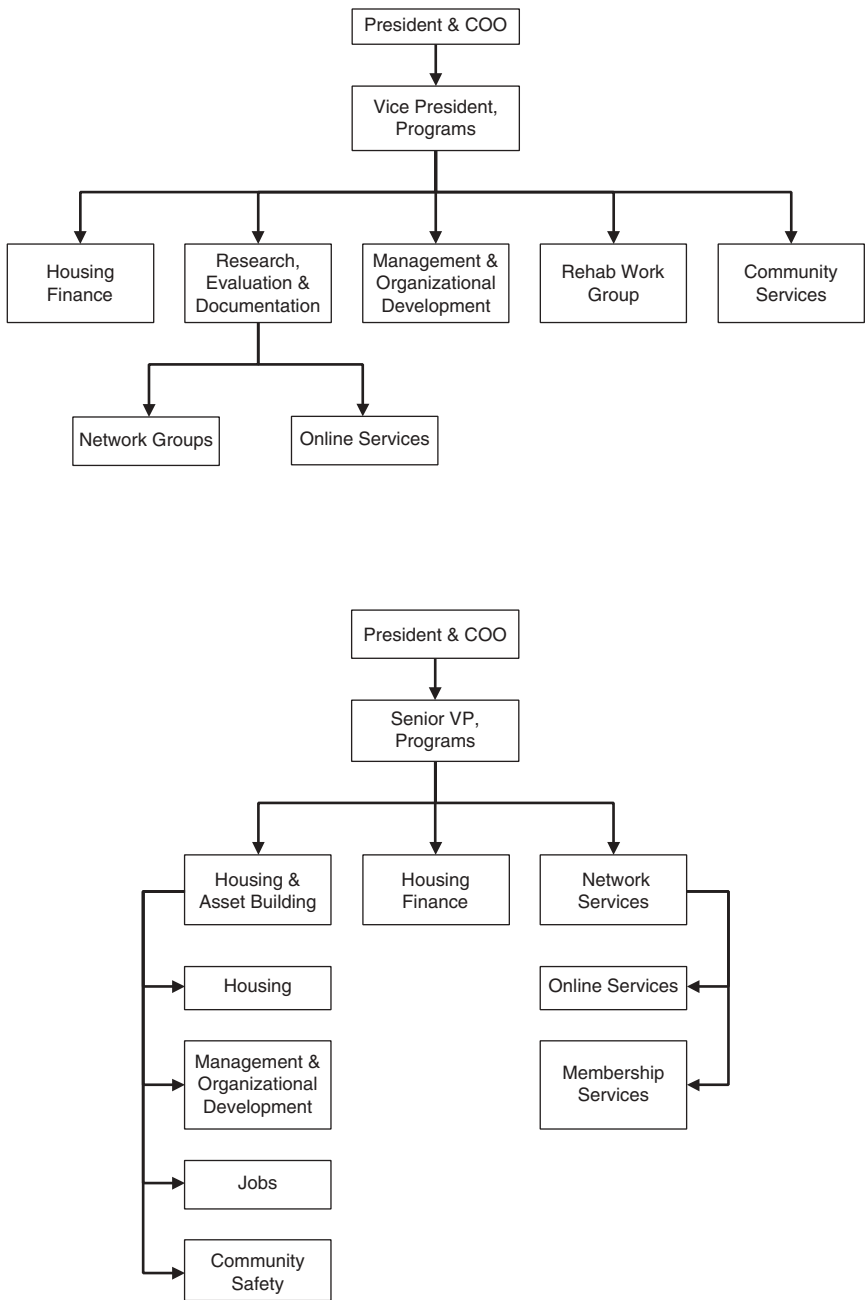 President & COO
Vice President,
Programs
Housing
Finance
Research,
Evaluation &
Documentation
Management &
Organizational
Development
Rehab Work
Group
Community
Services
Network Groups
Online Services
President & COO
Senior VP,
Programs
Housing &
Asset Building
Housing
Finance
Network
Services
Housing
Online Services
Management &
Organizational
Development
Membership
Services
Jobs
Community
Safety